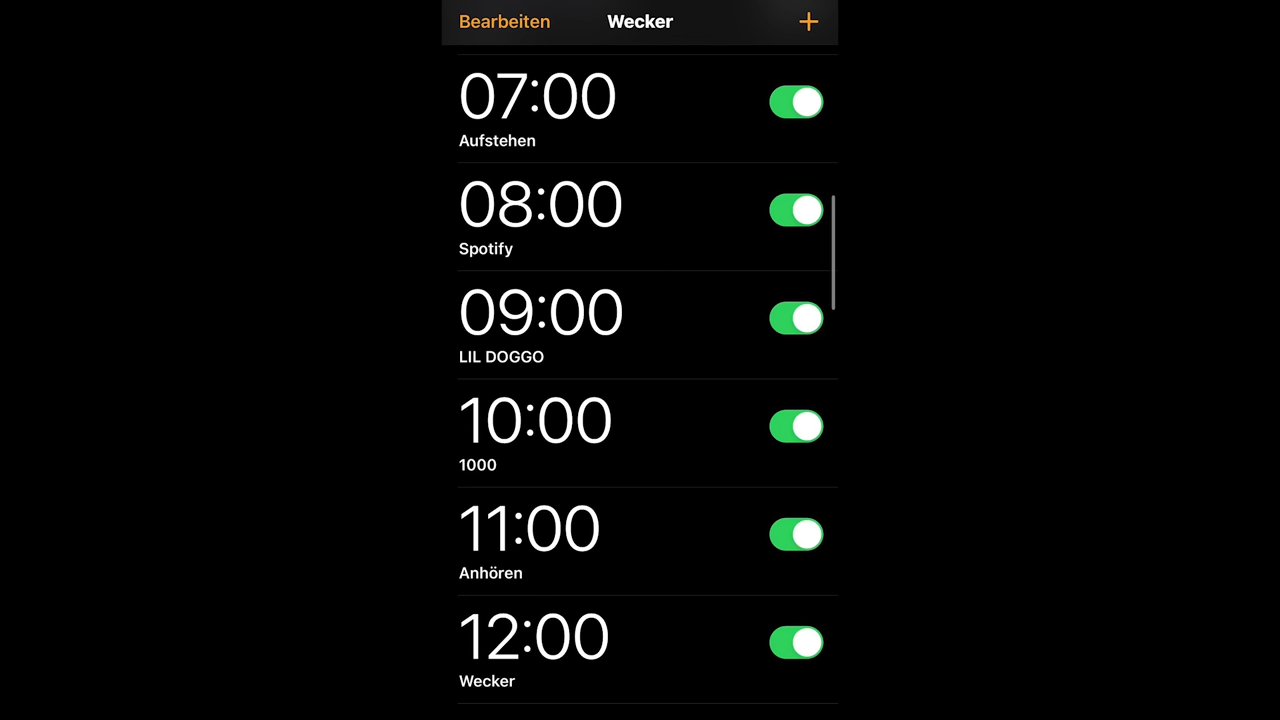 Bearbeiten Wecker +
07:00
Aufstehen
08:00
Spotify
09:00
LIL DOGGO
10:00
1000
11:00
Anhören
12:00
Wecker